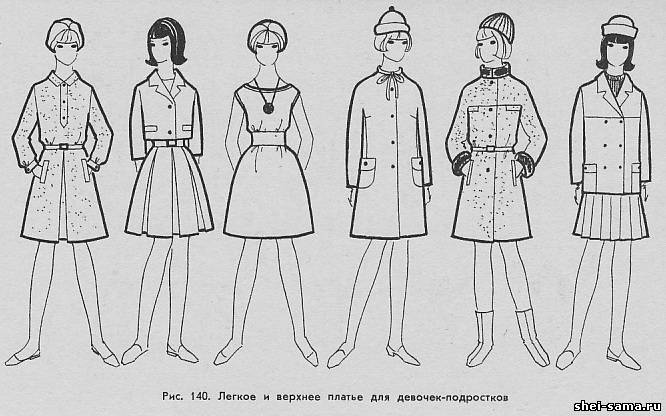 Рис. 140. Легкое и верхнее платье для девочек-подростков
shei-sama.ru